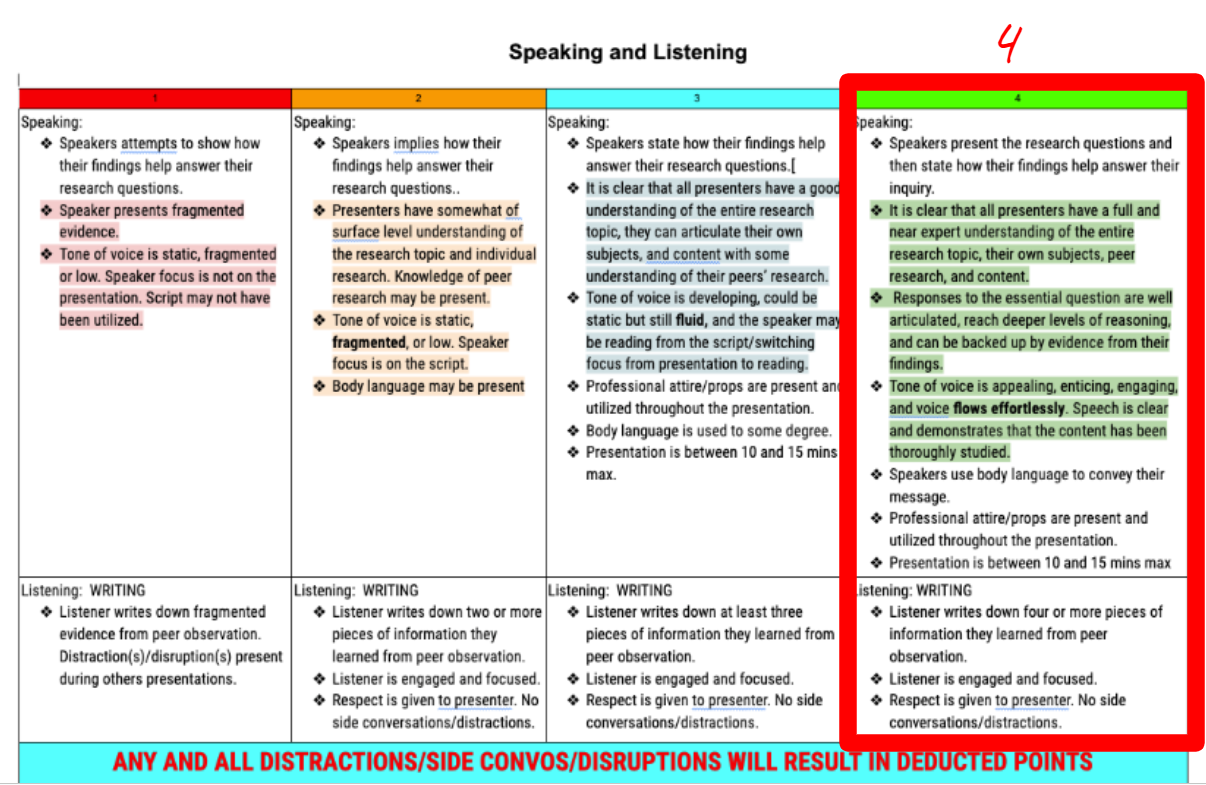 4
Speaking and Listening
1
2
3
4
Speaking:
❖ Speakers attempts to show how
their findings help answer their
research questions.
❖ Speaker presents fragmented
evidence.
❖ Tone of voice is static, fragmented
or low. Speaker focus is not on the
presentation. Script may not have
been utilized.
Speaking:
❖ Speakers implies how their
findings help answer their
research questions..
❖ Presenters have somewhat of
surface level understanding of
the research topic and individual
research. Knowledge of peer
research may be present.
❖ Tone of voice is static,
fragmented, or low. Speaker
focus is on the script.
❖ Body language may be present
Speaking:
❖ Speakers state how their findings help
answer their research questions.[
❖ It is clear that all presenters have a good
understanding of the entire research
topic, they can articulate their own
subjects, and content with some
understanding of their peers' research.
❖ Tone of voice is developing, could be
static but still fluid, and the speaker may
be reading from the script/switching
focus from presentation to reading.
❖ Professional attire/props are present and
utilized throughout the presentation.
❖ Body language is used to some degree.
❖ Presentation is between 10 and 15 mins
max.
Speaking:
❖ Speakers present the research questions and
then state how their findings help answer their
inquiry.
❖ It is clear that all presenters have a full and
near expert understanding of the entire
research topic, their own subjects, peer
research, and content.
❖ Responses to the essential question are well
articulated, reach deeper levels of reasoning,
and can be backed up by evidence from their
findings.
❖ Tone of voice is appealing, enticing, engaging,
and voice flows effortlessly. Speech is clear
and demonstrates that the content has been
thoroughly studied.
❖ Speakers use body language to convey their
message.
❖ Professional attire/props are present and
utilized throughout the presentation.
❖ Presentation is between 10 and 15 mins max
Listening: WRITING
❖ Listener writes down fragmented
evidence from peer observation.
Distraction(s)/disruption(s) present
during others presentations.
Listening: WRITING
❖ Listener writes down two or more
pieces of information they
learned from peer observation.
❖ Listener is engaged and focused.
❖ Respect is given to presenter. No
side conversations/distractions.
Listening: WRITING
❖ Listener writes down at least three
pieces of information they learned from
peer observation.
❖ Listener is engaged and focused.
❖ Respect is given to presenter. No side
conversations/distractions.
Listening: WRITING
❖ Listener writes down four or more pieces of
information they learned from peer
observation.
❖ Listener is engaged and focused.
❖ Respect is given to presenter. No side
conversations/distractions.
ANY AND ALL DISTRACTIONS/SIDE CONVOS/DISRUPTIONS WILL RESULT IN DEDUCTED POINTS